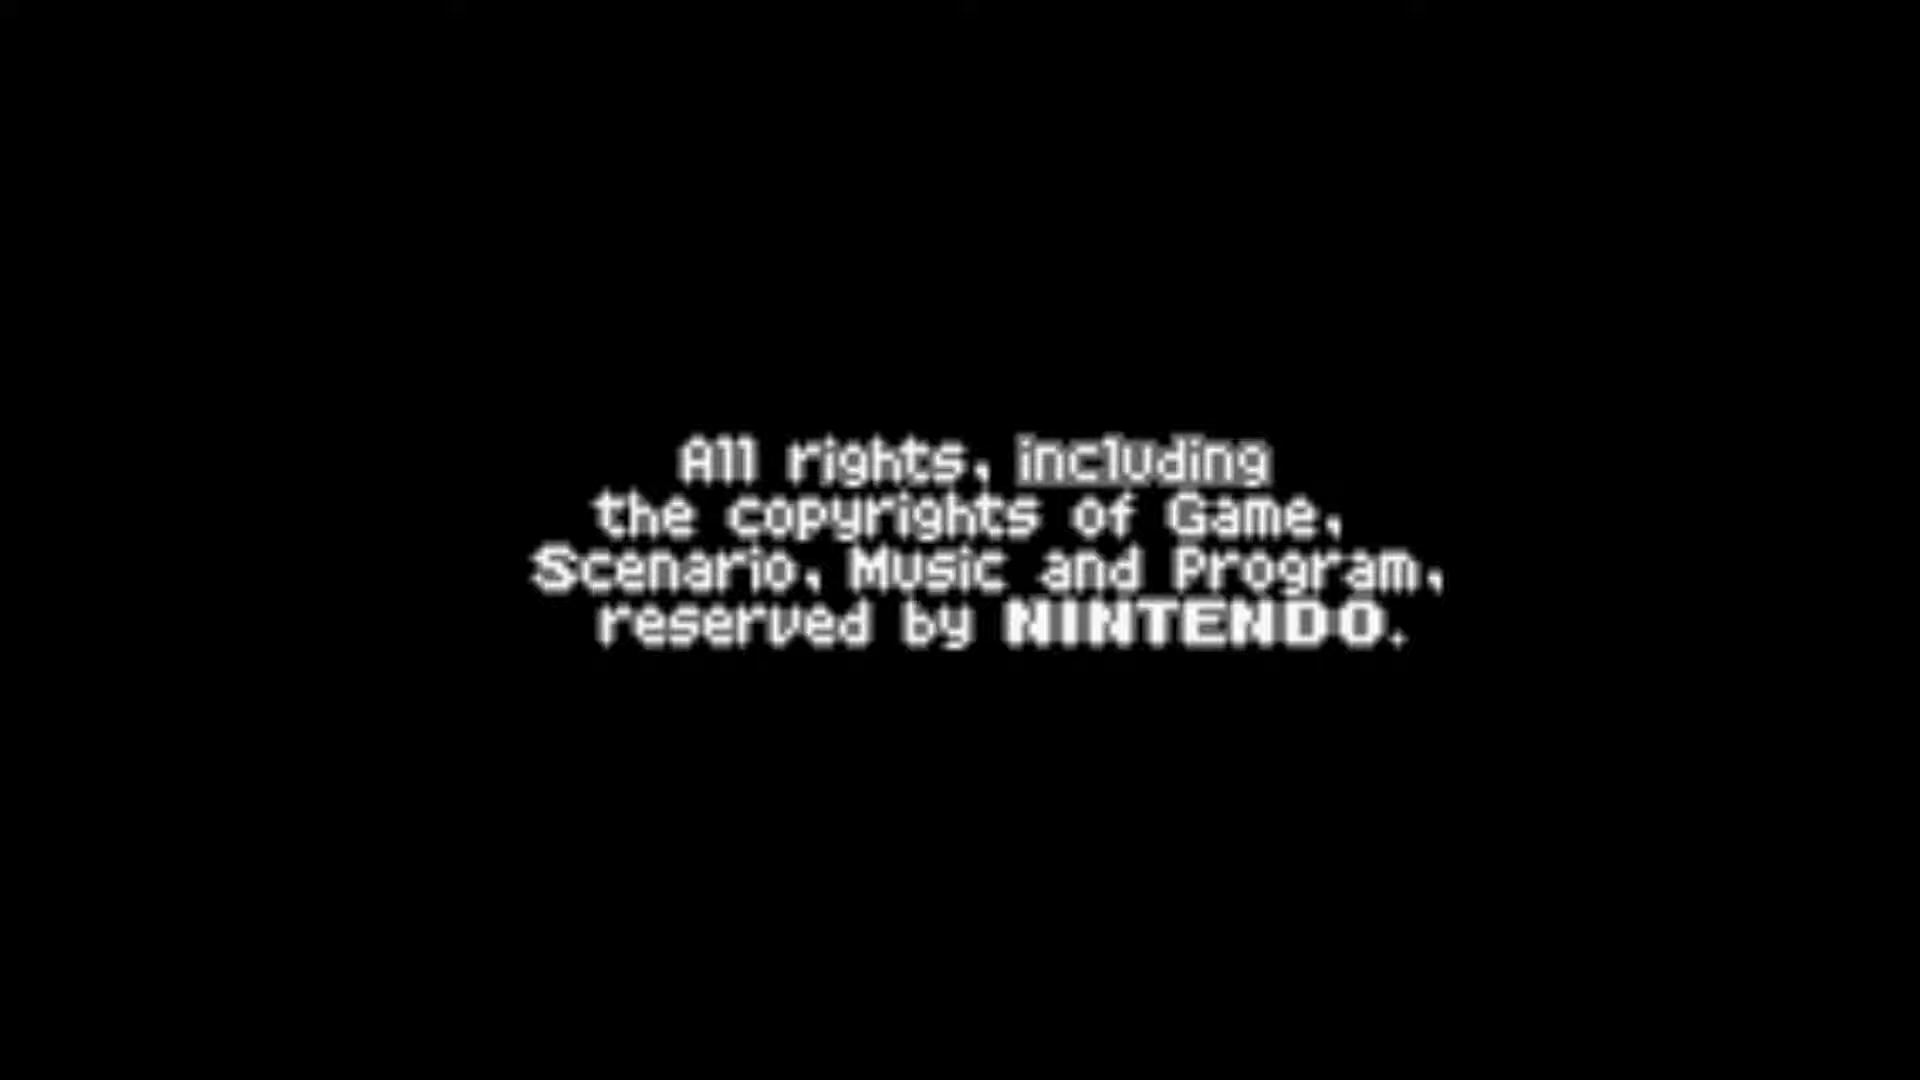 All rights, including
the copyrights of Game,
Scenario, Music and Program,
reserved by NINTENDO.